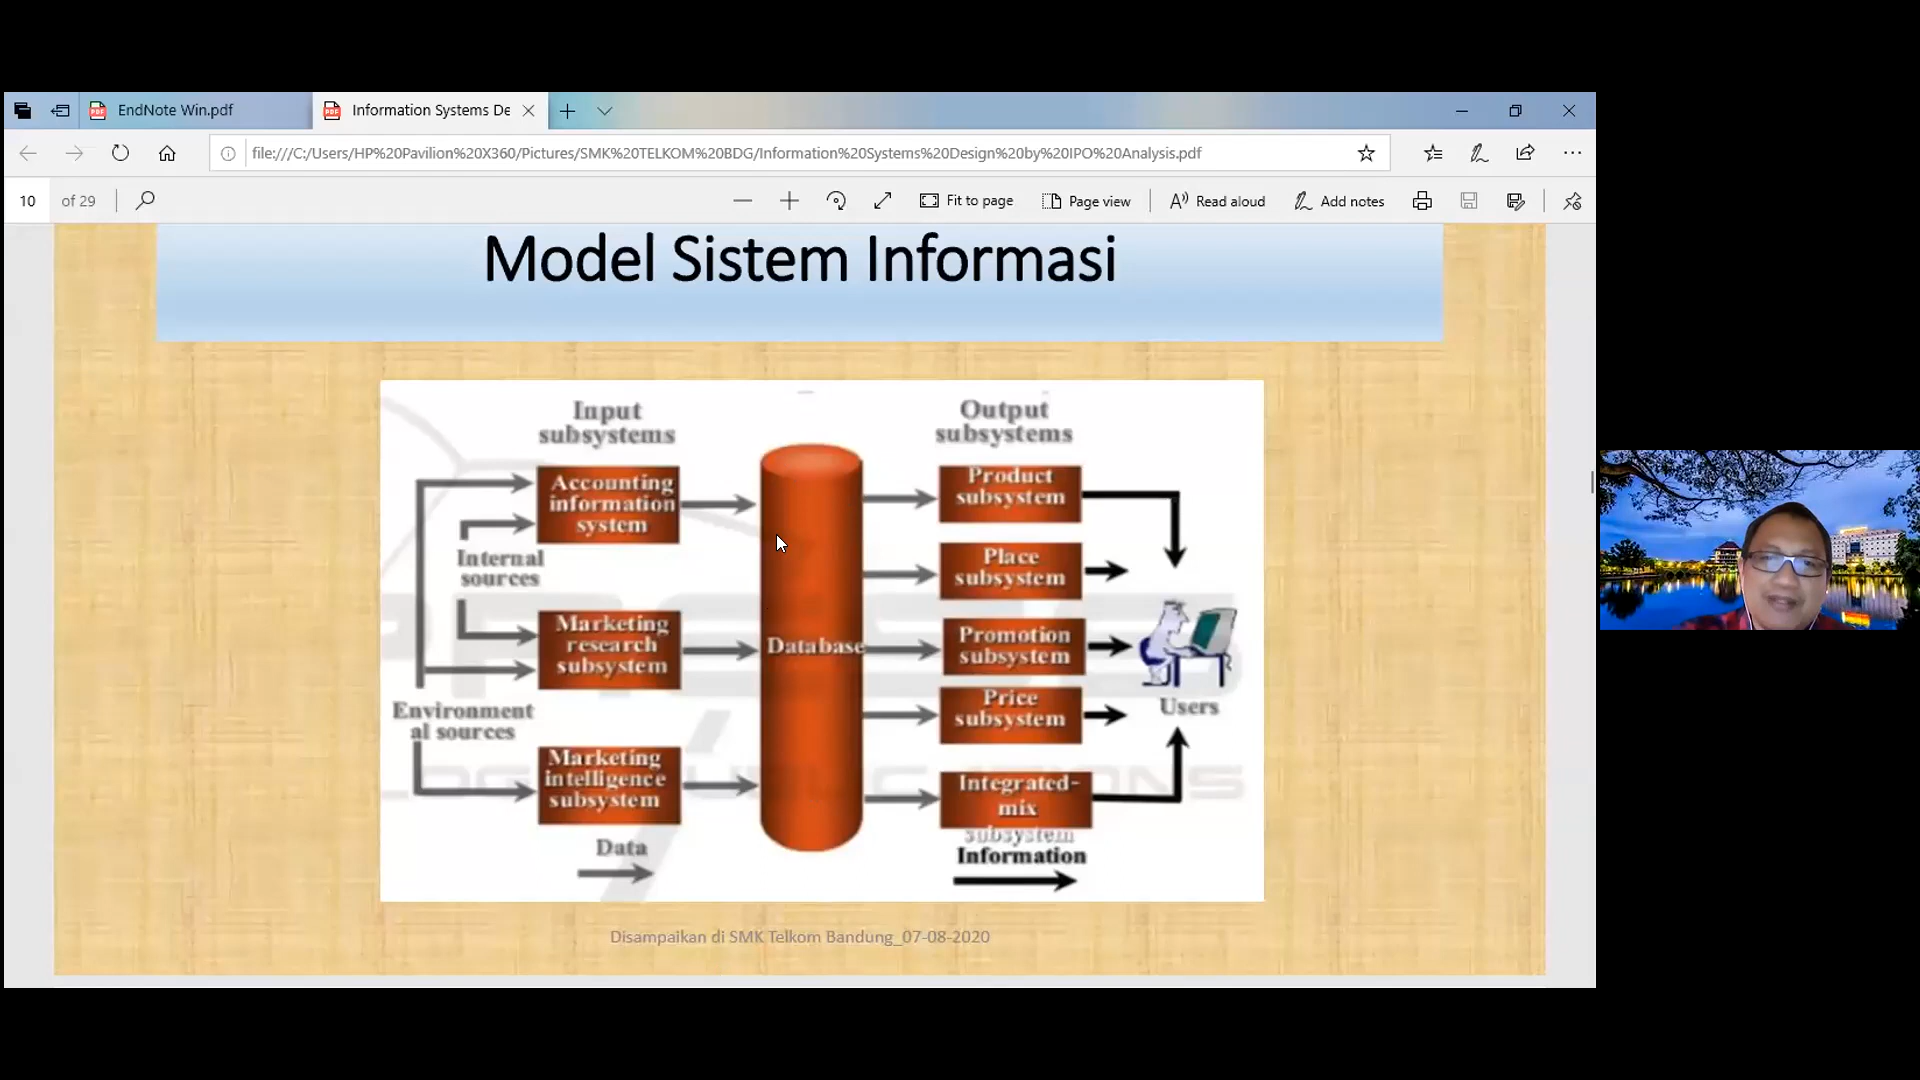 EndNote Win.pdf
Information Systems De
file:///C:/Users/HP%20Pavilion%20X360/Pictures/SMK%20TELKOM%20BDG/Information%20Systems%20Design%20by%20IPO%20Analysis.pdf
10 of 29
Fit to page
Page view
Read aloud
Add notes
Model Sistem Informasi
Input
subsystems
Output
subsystems
Accounting
information
system
Internal
sources
Marketing
research
subsystem
Environment
al sources
Marketing
intelligence
subsystem
Data
Database
Product
subsystem
Place
subsystem
Promotion
subsystem
Price
subsystem
Integrated-
mix
subsystem
Information
Users
Disampaikan di SMK Telkom Bandung_07-08-2020